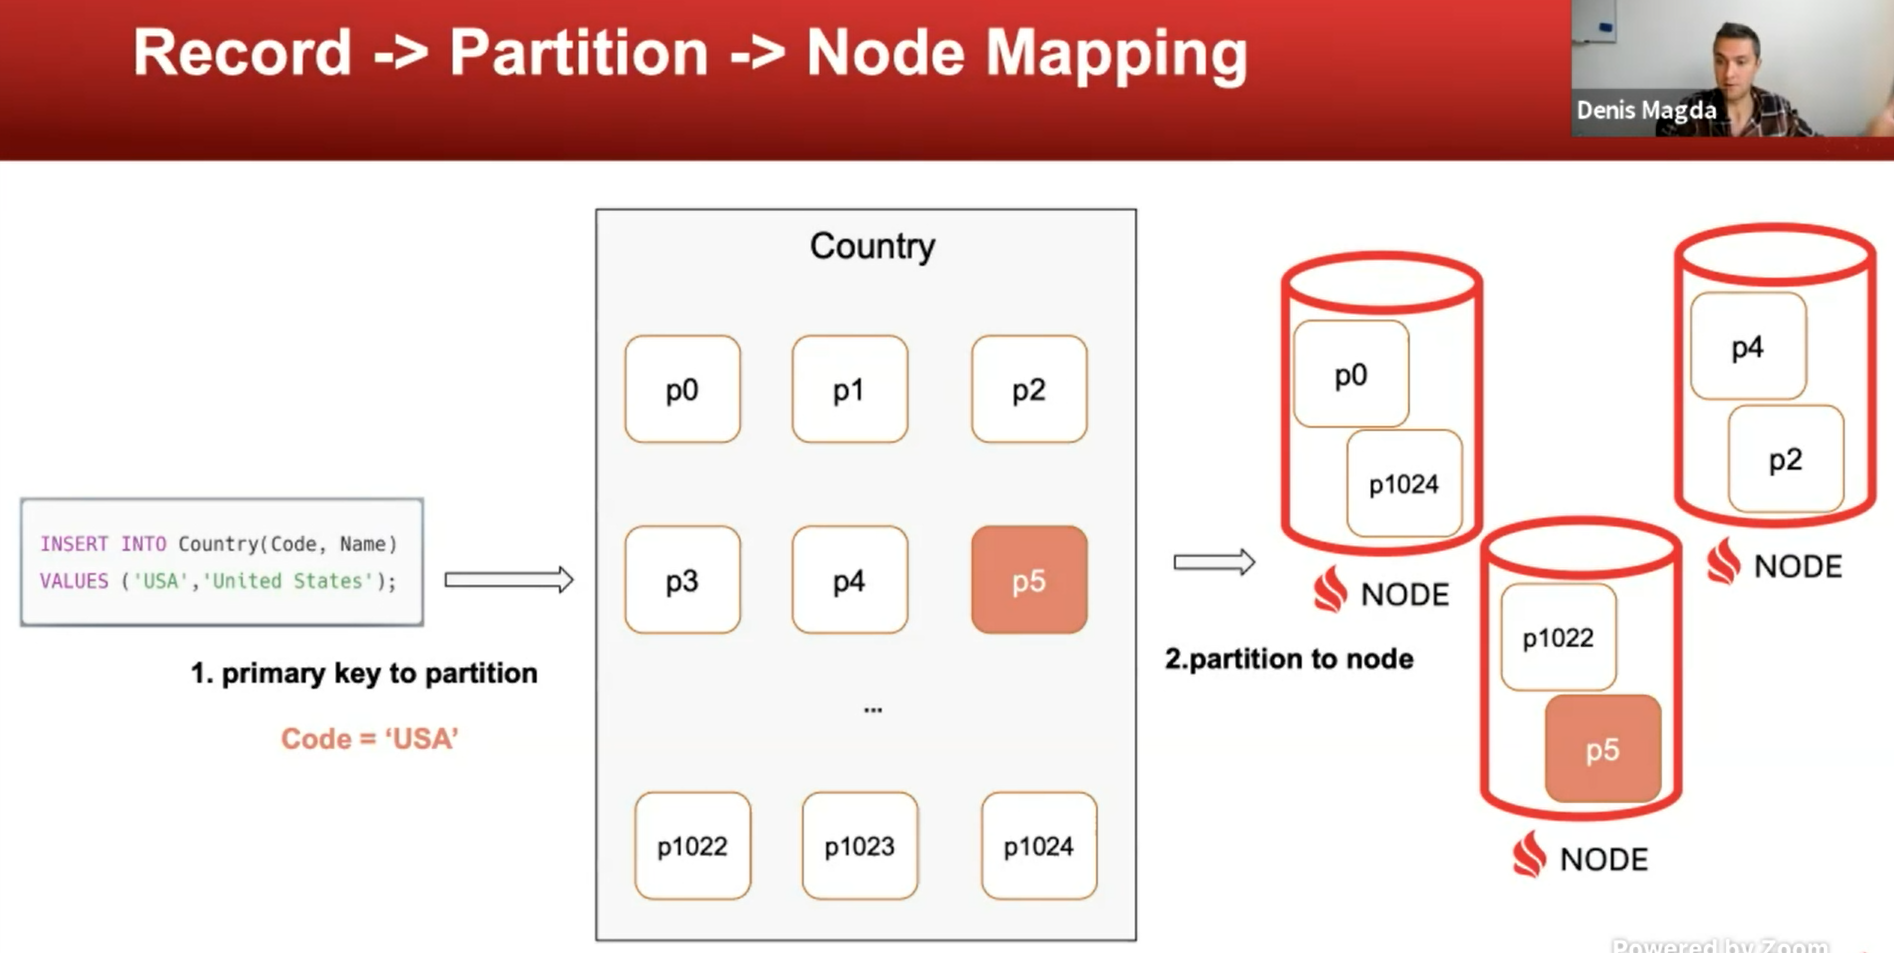 Record -> Partition -> Node Mapping
Denis Magda
INSERT INTO Country(Code, Name)
VALUES ('USA','United States');
1. primary key to partition
Code = ‘USA’
Country
p0
p1
p2
p3
p4
p5
...
p1022
p1023
p1024
2.partition to node
p0
p1024
NODE
p4
p2
NODE
p1022
p5
NODE
Powered by Zoom